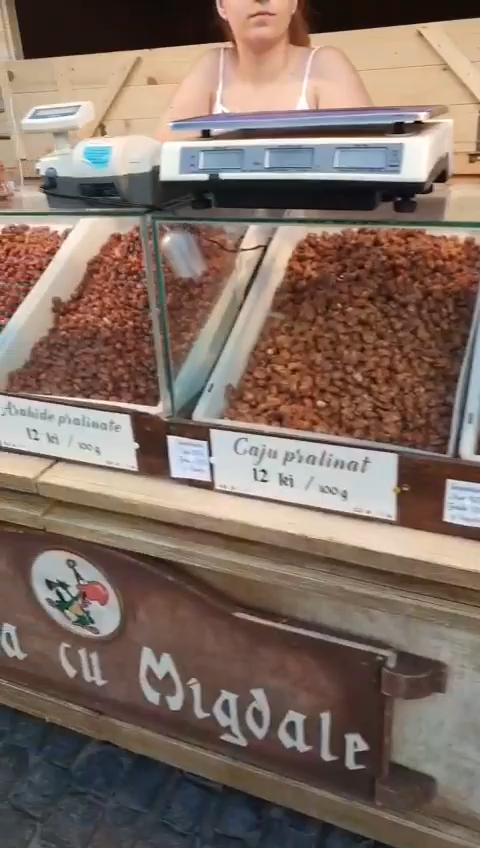 Arahide pralinate
12 lei / 100g
Caju pralinat
12 lei / 100g
a cu Migdale